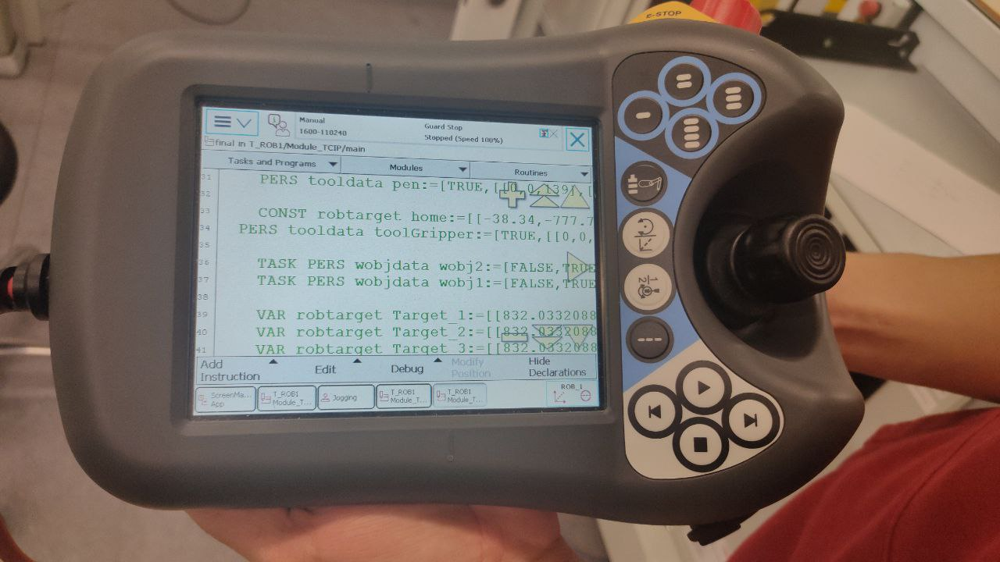 E-STOP
Manual
1600-110240
Guard Stop
Stopped (Speed 100%)
final in T_ROB1/Module_TCIP/main
Tasks and Programs
Modules
Routines
31
PERS tooldata pen:=[TRUE,[[0,0,139],[
32
33
CONST robtarget home:=[[-38.34,-777.7
34
PERS tooldata toolGripper:=[TRUE,[[0,0,
35
36
TASK PERS wobjdata wobj2:=[FALSE,TRUE
37
TASK PERS wobjdata wobj1:=[FALSE,TRUE
38
39
VAR robtarget Target_1:=[[832.0332088
40
VAR robtarget Target_2:=[[832.0332088
41
VAR robtarget Target_3:=[[832.0332088
Add Instruction
Edit
Debug
Modify Position
Hide Declarations
ScreenMa... App
T_ROB1 Module_T...
Jogging
T_ROB1 Module_T...
T_ROB1 Module_T...
ROB_1